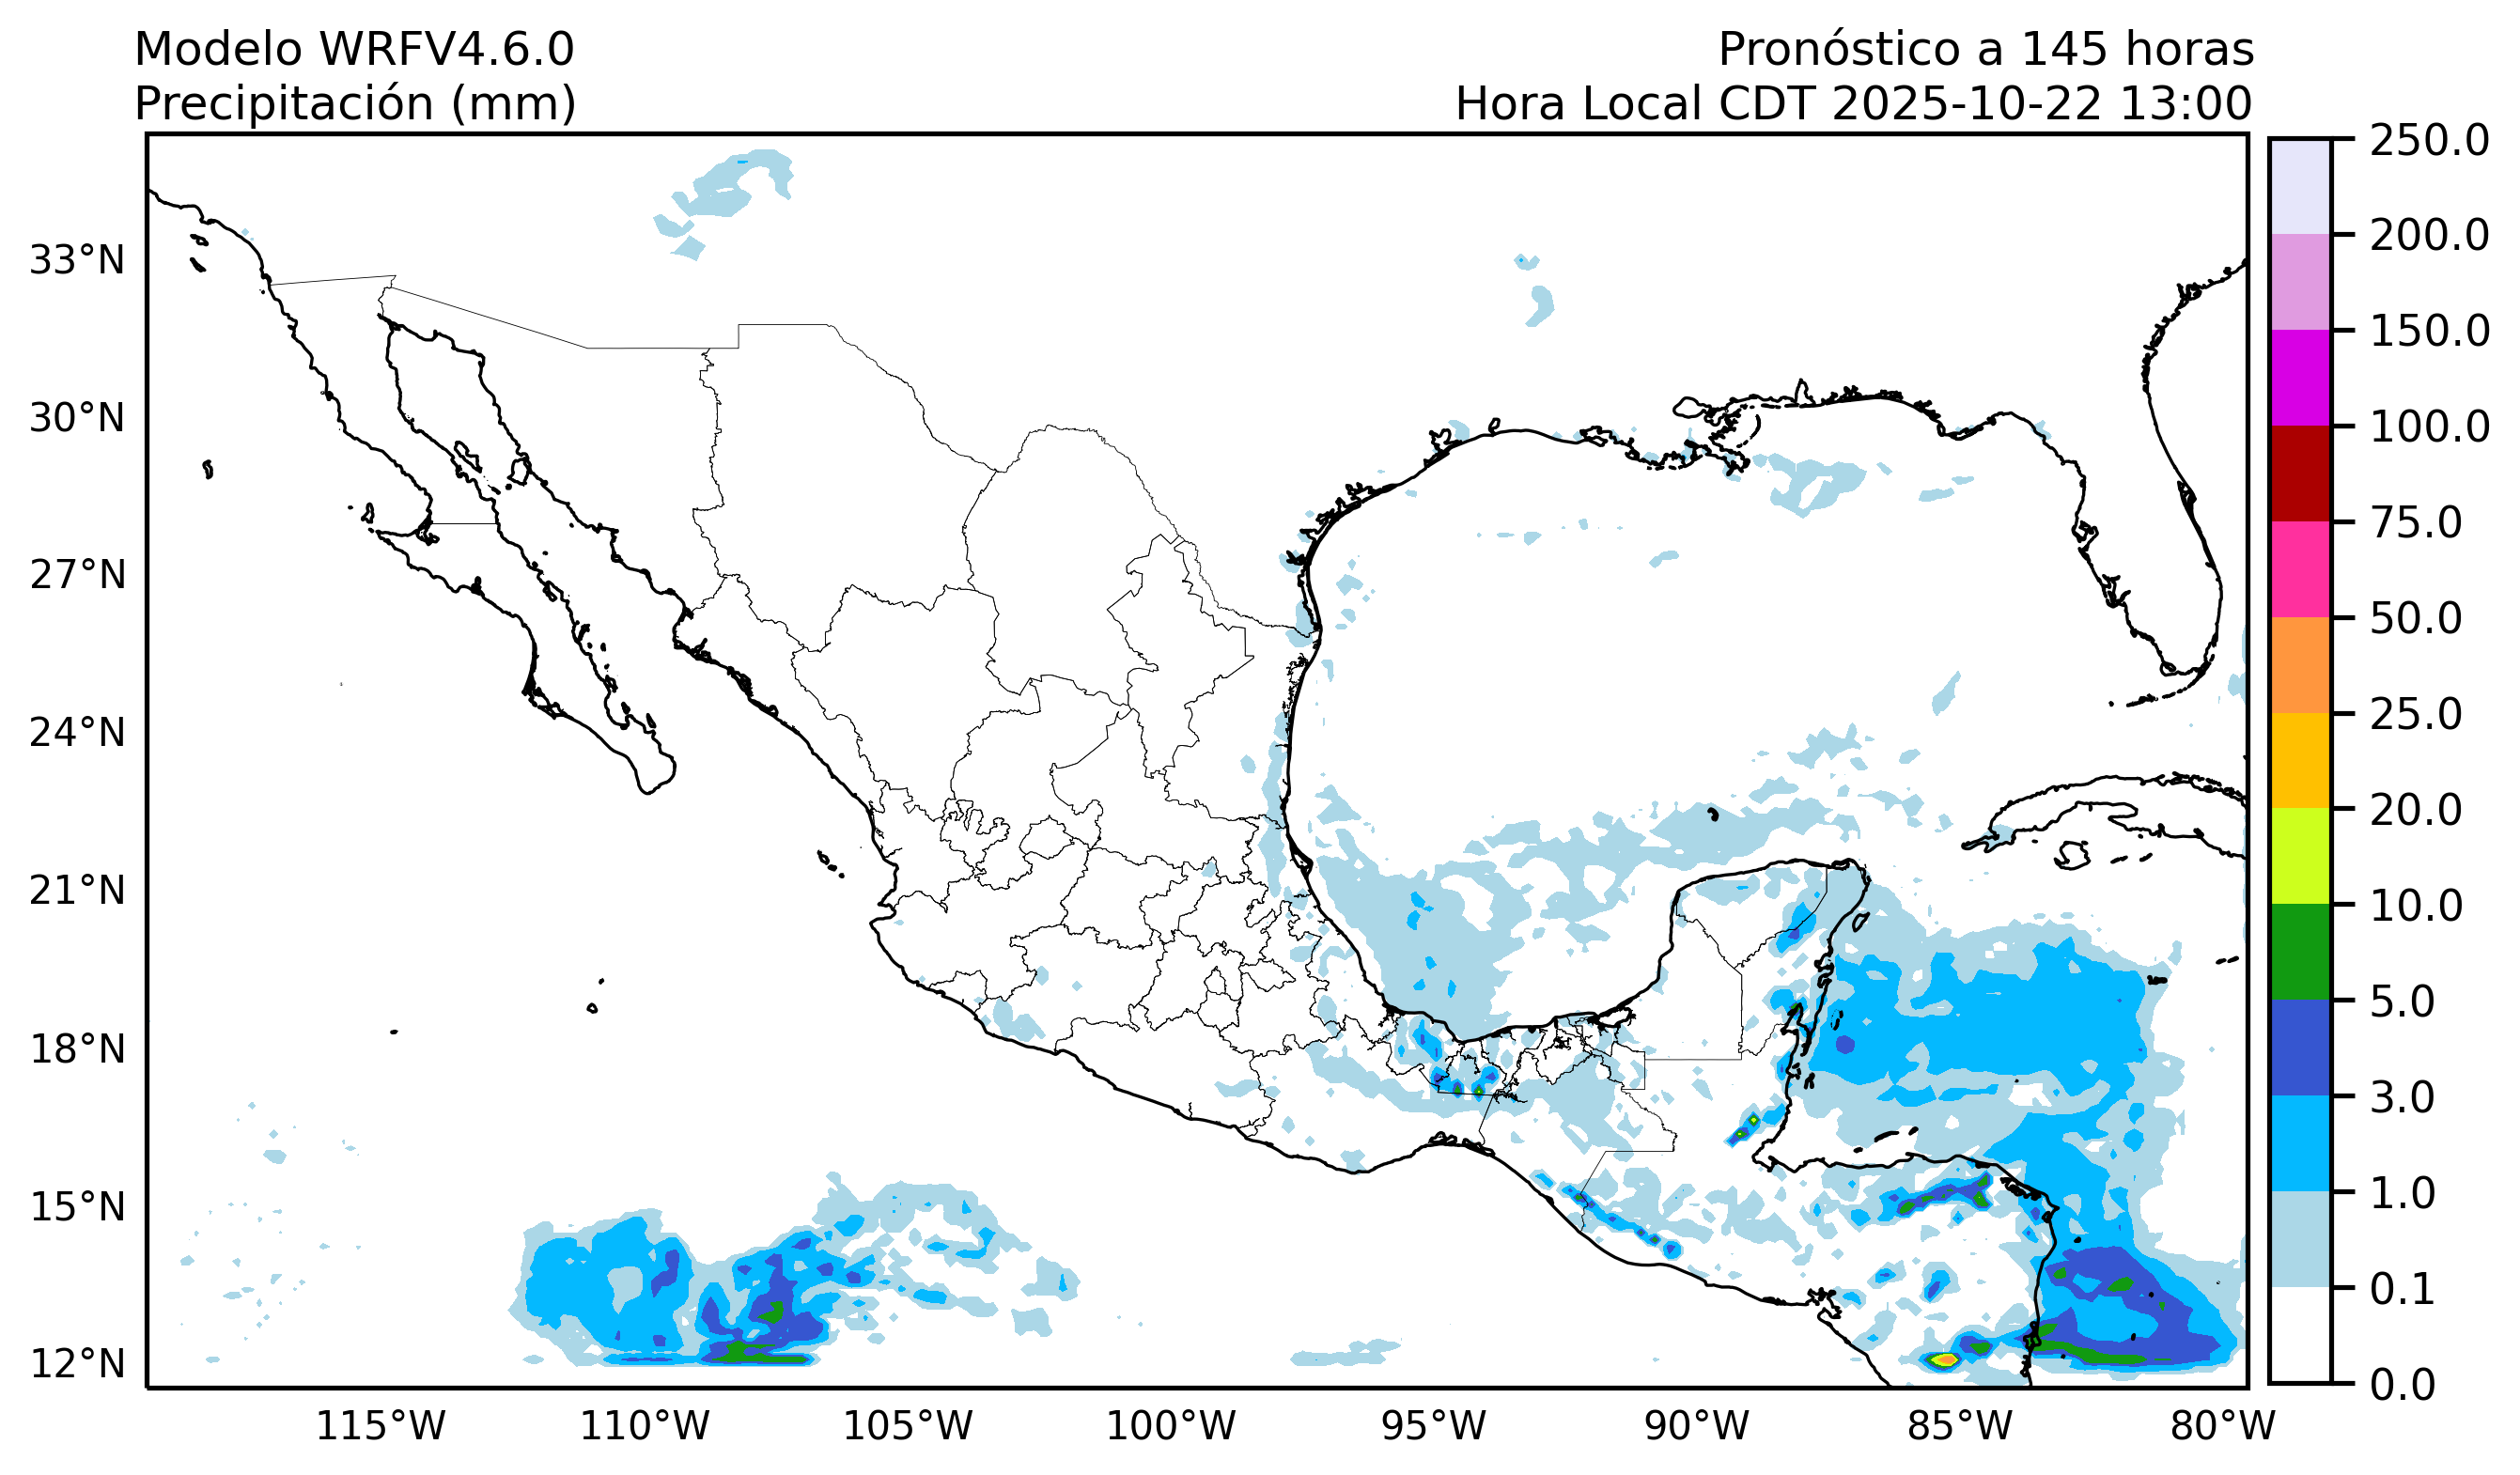 Modelo WRFV4.6.0
Precipitación (mm)
Pronóstico a 145 horas
Hora Local CDT 2025-10-22 13:00
33°N
30°N
27°N
24°N
21°N
18°N
15°N
12°N
115°W
110°W
105°W
100°W
95°W
90°W
85°W
80°W
250.0
200.0
150.0
100.0
75.0
50.0
25.0
20.0
10.0
5.0
3.0
1.0
0.1
0.0